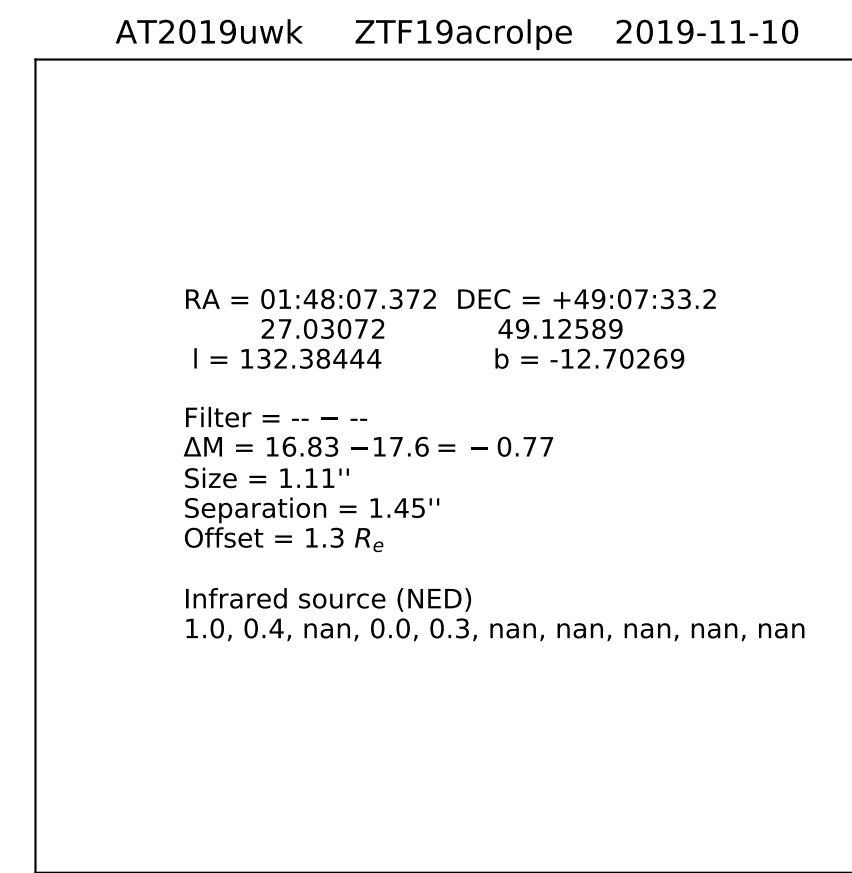 AT2019uwk ZTF19acrolpe 2019-11-10
RA = 01:48:07.372 DEC = +49:07:33.2
27.03072 49.12589
l = 132.38444 b = -12.70269
Filter = -- − --
ΔM = 16.83 −17.6 = − 0.77
Size = 1.11''
Separation = 1.45''
Offset = 1.3 Re
Infrared source (NED)
1.0, 0.4, nan, 0.0, 0.3, nan, nan, nan, nan, nan